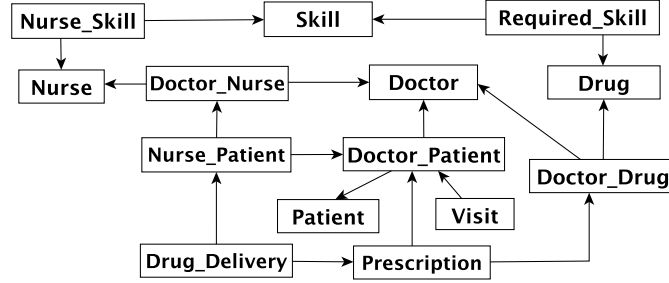 Nurse_Skill
Skill
Required_Skill
Nurse
Doctor_Nurse
Doctor
Drug
Nurse_Patient
Doctor_Patient
Doctor_Drug
Patient
Visit
Drug_Delivery
Prescription